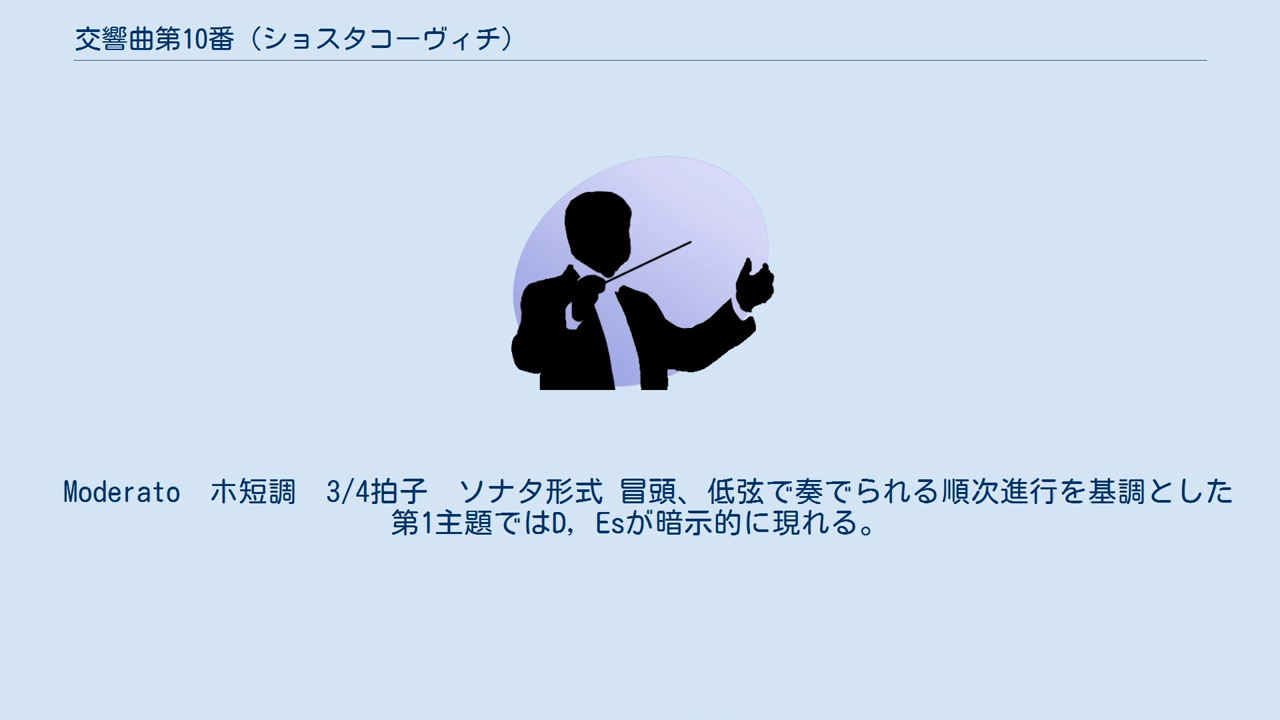 交響曲第10番（ショスタコーヴィチ）
Moderato　ホ短調　3/4拍子　ソナタ形式 冒頭、低弦で奏でられる順次進行を基調とした
第1主題ではD, Esが暗示的に現れる。